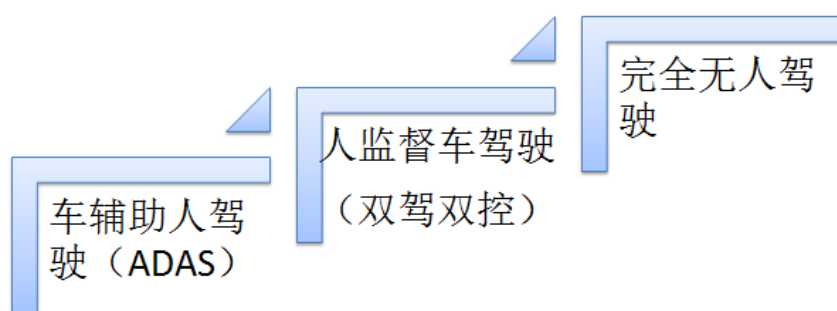 车辅助人驾
驶（ADAS）
人监督车驾驶
（双驾双控）
完全无人驾
驶